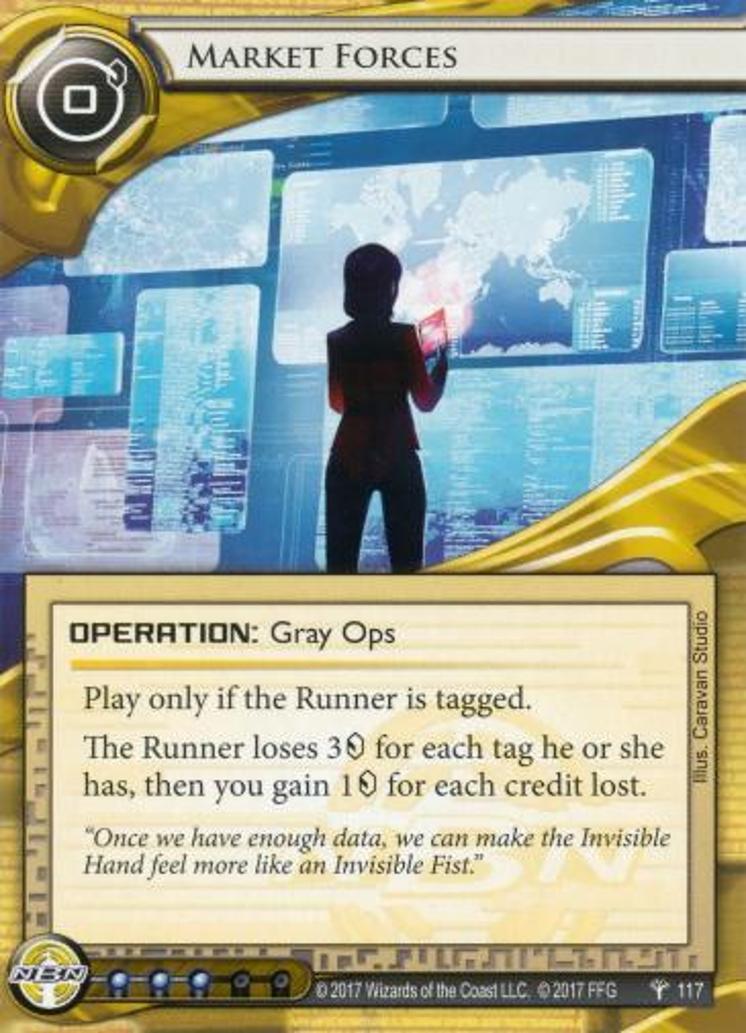 0
MARKET FORCES
OPERATION: Gray Ops
Play only if the Runner is tagged.
The Runner loses 3 for each tag he or she
has, then you gain 1 for each credit lost.
“Once we have enough data, we can make the Invisible
Hand feel more like an Invisible Fist.”
Illus. Caravan Studio
NBN
© 2017 Wizards of the Coast LLC. © 2017 FFG 117